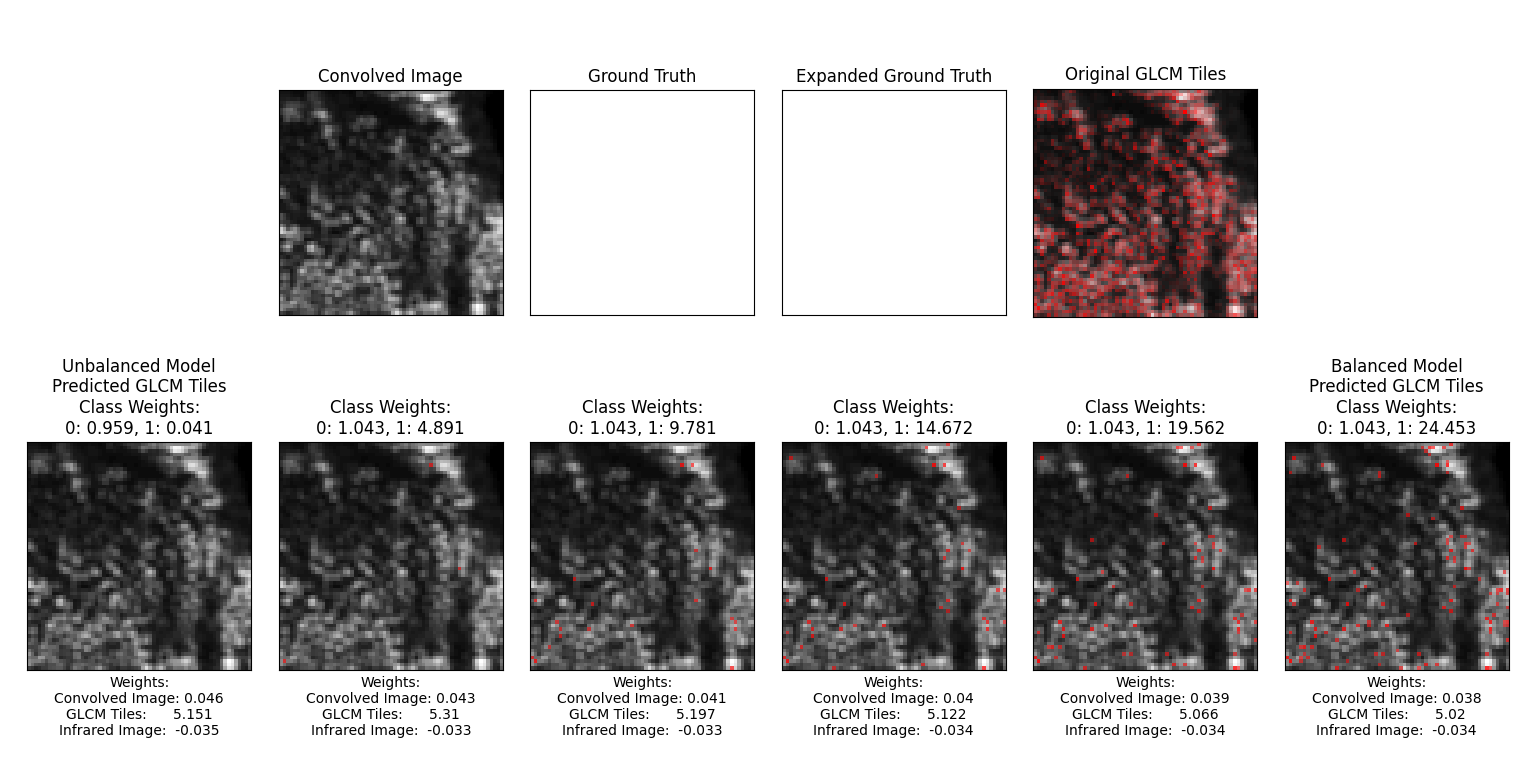 Convolved Image
Ground Truth
Expanded Ground Truth
Original GLCM Tiles
Unbalanced Model
Predicted GLCM Tiles
Class Weights:
0: 0.959, 1: 0.041
Class Weights:
0: 1.043, 1: 4.891
Class Weights:
0: 1.043, 1: 9.781
Class Weights:
0: 1.043, 1: 14.672
Class Weights:
0: 1.043, 1: 19.562
Balanced Model
Predicted GLCM Tiles
Class Weights:
0: 1.043, 1: 24.453
Weights:
Convolved Image: 0.046
GLCM Tiles: 5.151
Infrared Image: -0.035
Weights:
Convolved Image: 0.043
GLCM Tiles: 5.31
Infrared Image: -0.033
Weights:
Convolved Image: 0.041
GLCM Tiles: 5.197
Infrared Image: -0.033
Weights:
Convolved Image: 0.04
GLCM Tiles: 5.122
Infrared Image: -0.034
Weights:
Convolved Image: 0.039
GLCM Tiles: 5.066
Infrared Image: -0.034
Weights:
Convolved Image: 0.038
GLCM Tiles: 5.02
Infrared Image: -0.034